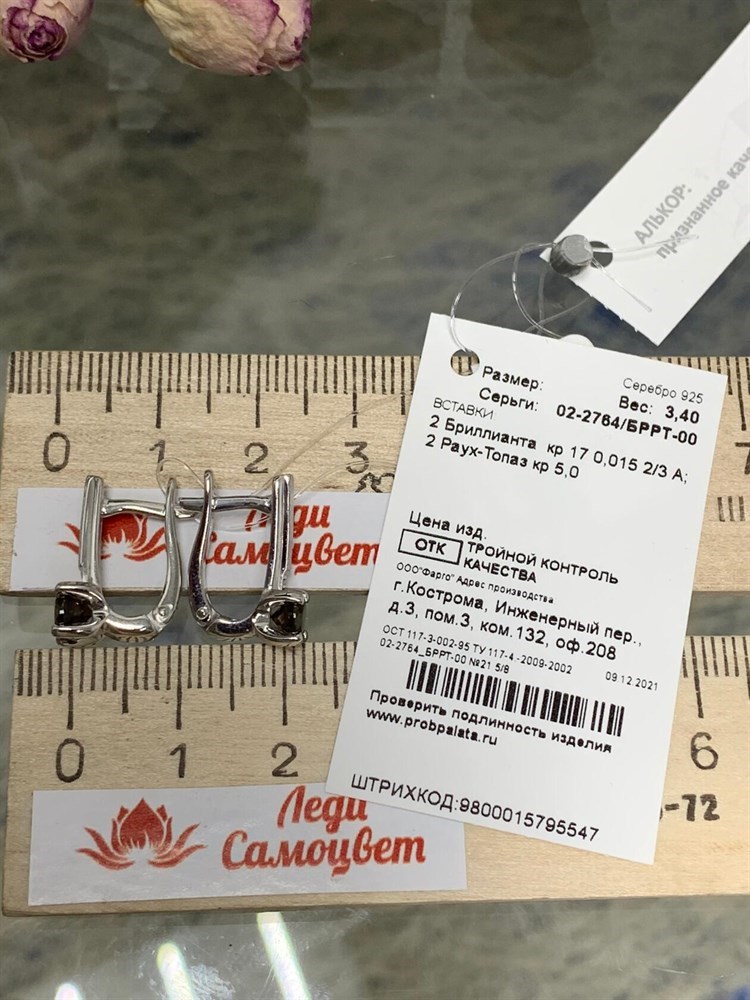 АЛЬКОР:
признанное
Размер:
Серебро 925
Серьги:
Вес: 3,40
ВСТАВКИ
02-2764/БРРТ-00
2 Бриллианта кр 17 0,015 2/3 А;
2 Раух-Топаз кр 5,0
Цена изд.
ОТК ТРОЙНОЙ КОНТРОЛЬ
КАЧЕСТВА
ООО"Фарго" Адрес производства
г.Кострома, Инженерный пер.,
д.3, пом.3, ком.132, оф.208
ОСТ 117-3-002-95 ТУ 117-4-2009-2002
02-2764_БРРТ-00 №21 5/8
09.12.2021
Проверить подлинность изделия
www.probpalata.ru
ШТРИХКОД:9800015795547
0 1 2 3
7
Леди
Самоцвет
0 1 2
6
-72
Леди
Самоцвет